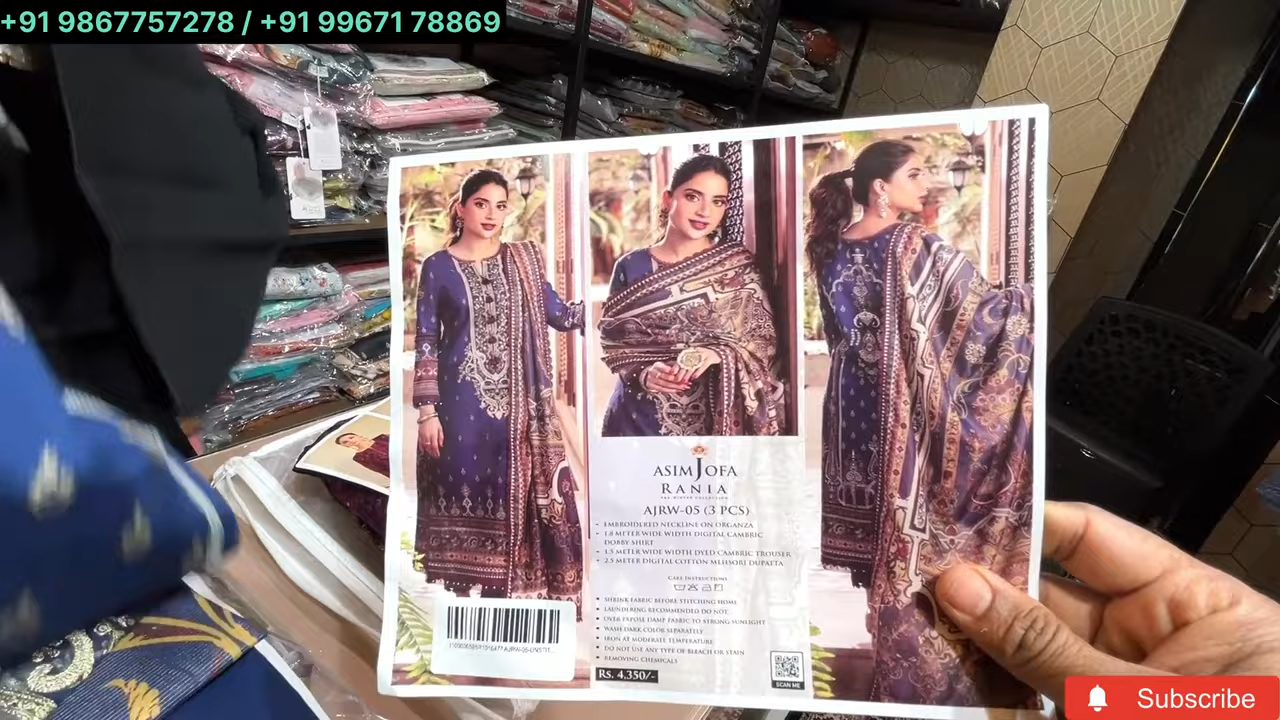 +91 9867757278 / +91 99671 78869
ASIM JOFA
RANIA
AJRW-05 (3 PCS)
- EMBROIDERED NECKLINE ON ORGANZA
- 1.8 METER WIDE WIDTH DIGITAL CAMBRIC
DOBBY SHIRT
- 1.5 METER WIDE WIDTH DYED CAMBRIC TROUSER
- 2.5 METER DIGITAL COTTON MEHSORI DUPATTA
CARE INSTRUCTIONS
• SHRINK FABRIC BEFORE STITCHING HOME
• LAUNDERING RECOMMENDED DO NOT
• OVER EXPOSE DAMP FABRIC TO STRONG SUNLIGHT
• WASH DARK COLOR SEPARATELY
• IRON AT MODERATE TEMPERATURE
• DO NOT USE ANY TYPE OF BLEACH OR STAIN
• REMOVING CHEMICALS
Rs. 4,350/-
SCAN ME
Subscribe